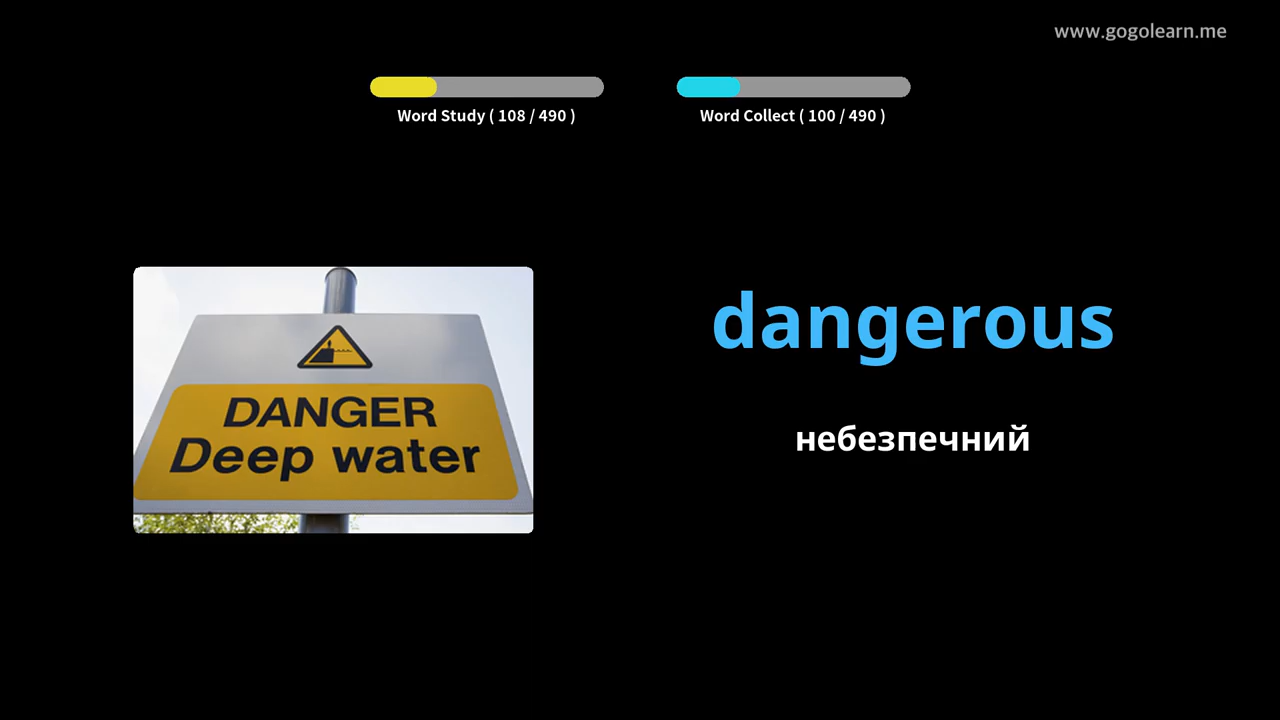 www.gogolearn.me
Word Study ( 108 / 490 )
Word Collect ( 100 / 490 )
DANGER
Deep water
dangerous
небезпечний